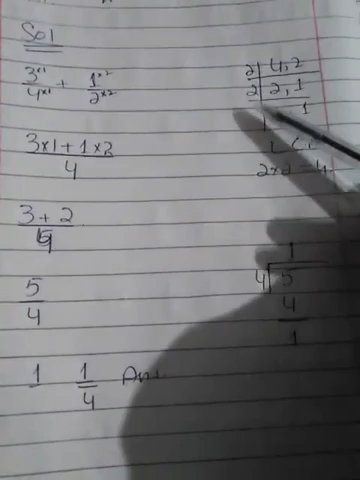 Sol
3×1/4×1 + 1×2/2×2
3×1+1×2/4
3+2/4
5/4
1 1/4 Ans
2 | 4,2
2 | 2,1
1
2×2=4
1
4 | 5
4
1